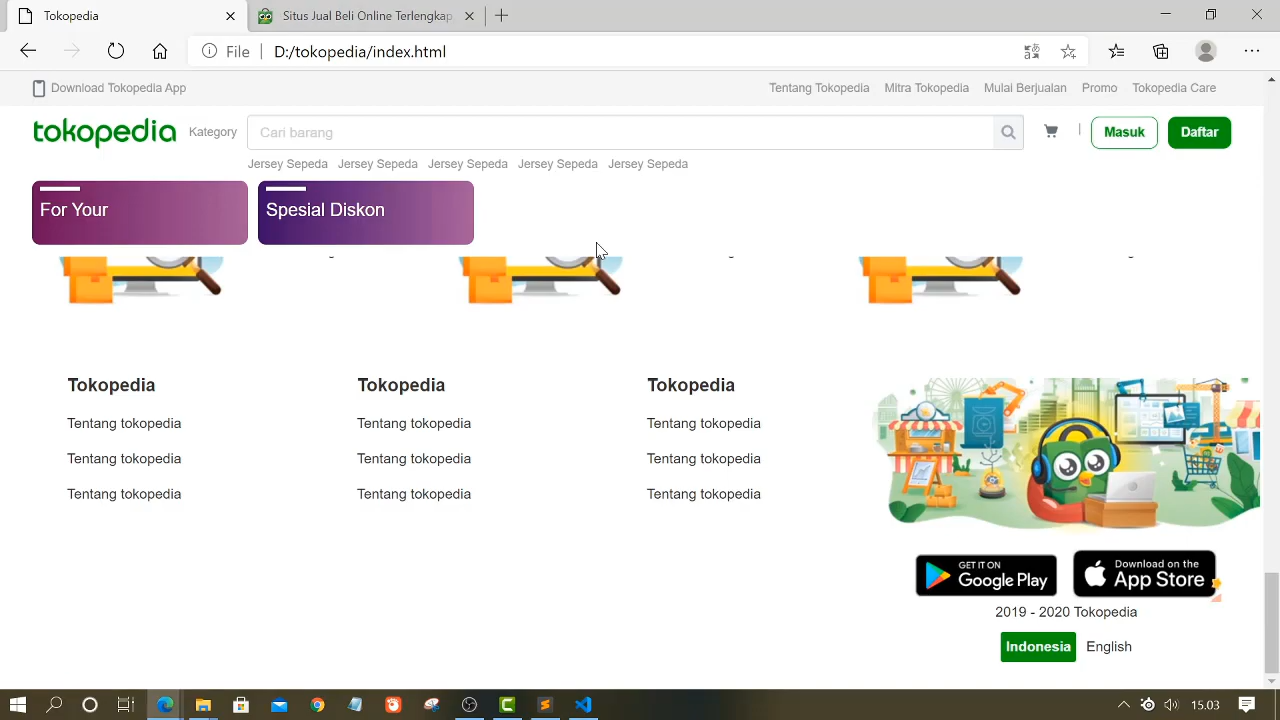 Tokopedia
Situs Jual Beli Online Terlengkap
File
D:/tokopedia/index.html
Download Tokopedia App
Tentang Tokopedia
Mitra Tokopedia
Mulai Berjualan
Promo
Tokopedia Care
tokopedia
Kategory
Cari barang
Masuk
Daftar
Jersey Sepeda Jersey Sepeda Jersey Sepeda Jersey Sepeda Jersey Sepeda
For Your
Spesial Diskon
Tokopedia
Tokopedia
Tokopedia
Tentang tokopedia
Tentang tokopedia
Tentang tokopedia
Tentang tokopedia
Tentang tokopedia
Tentang tokopedia
Tentang tokopedia
Tentang tokopedia
Tentang tokopedia
GET IT ON
Google Play
Download on the
App Store
2019 - 2020 Tokopedia
Indonesia
English
15.03